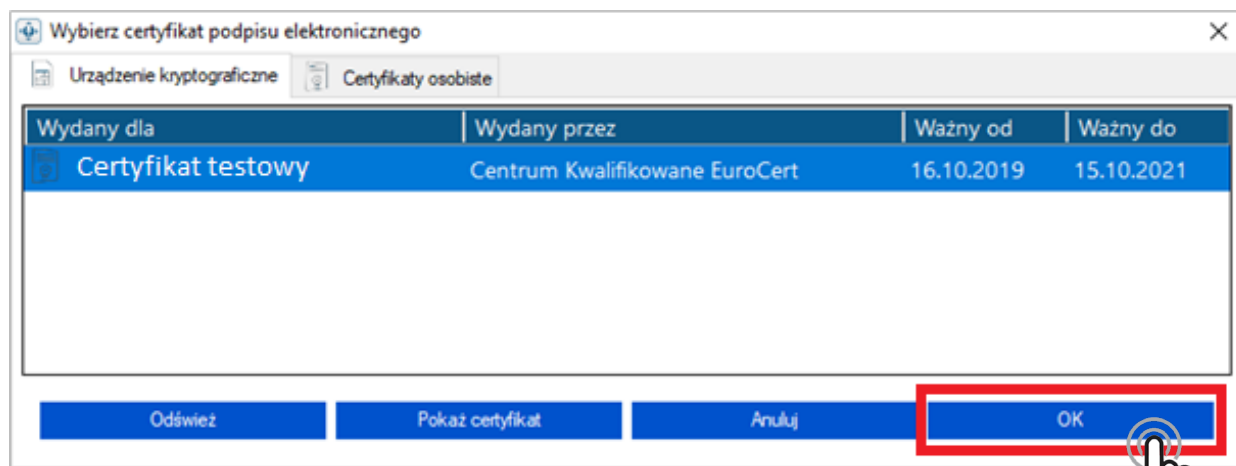 Wybierz certyfikat podpisu elektronicznego
Urządzenie kryptograficzne Certyfikaty osobiste
Wydany dla Wydany przez Ważny od Ważny do
Certyfikat testowy Centrum Kwalifikowane EuroCert 16.10.2019 15.10.2021
Odśwież Pokaż certyfikat Anuluj OK